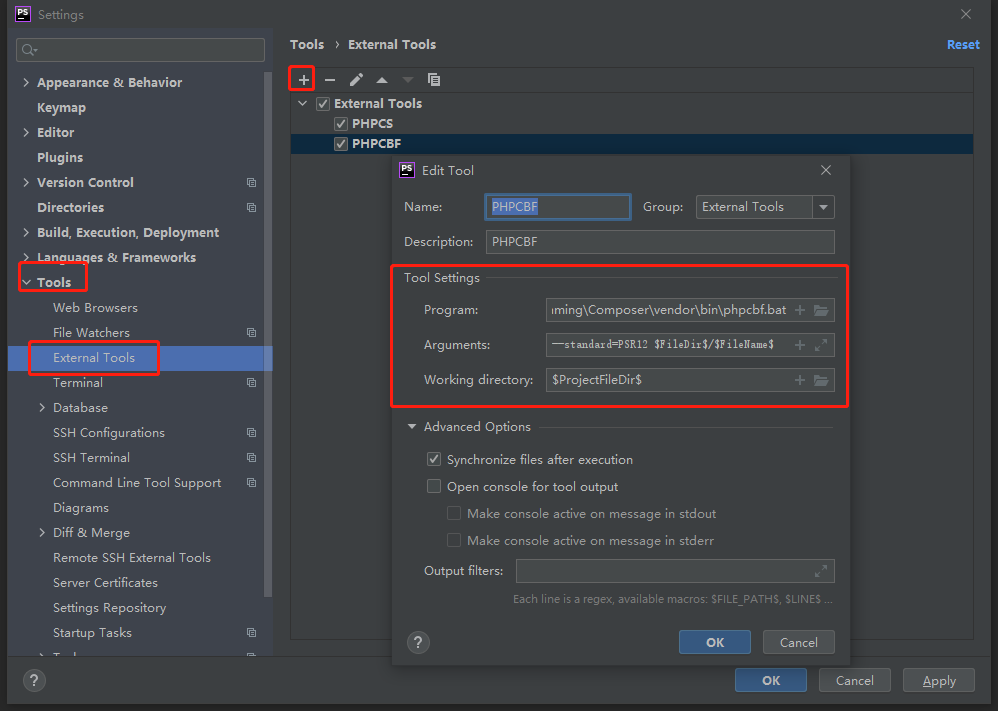 PS Settings
Tools › External Tools Reset
Appearance & Behavior
Keymap
Editor
Plugins
Version Control
Directories
Build, Execution, Deployment
Languages & Frameworks
Tools
Web Browsers
File Watchers
External Tools
Terminal
Database
SSH Configurations
SSH Terminal
Command Line Tool Support
Diagrams
Diff & Merge
Remote SSH External Tools
Server Certificates
Settings Repository
Startup Tasks
External Tools
PHPCS
PHPCBF
PS Edit Tool
Name: PHPCBF Group: External Tools
Description: PHPCBF
Tool Settings
Program: ming\Composer\vendor\bin\phpcbf.bat
Arguments: --standard=PSR12 $FileDir$/$FileName$
Working directory: $ProjectFileDir$
Advanced Options
Synchronize files after execution
Open console for tool output
Make console active on message in stdout
Make console active on message in stderr
Output filters:
Each line is a regex, available macros: $FILE_PATH$, $LINE$ ...
? OK Cancel
? OK Cancel Apply